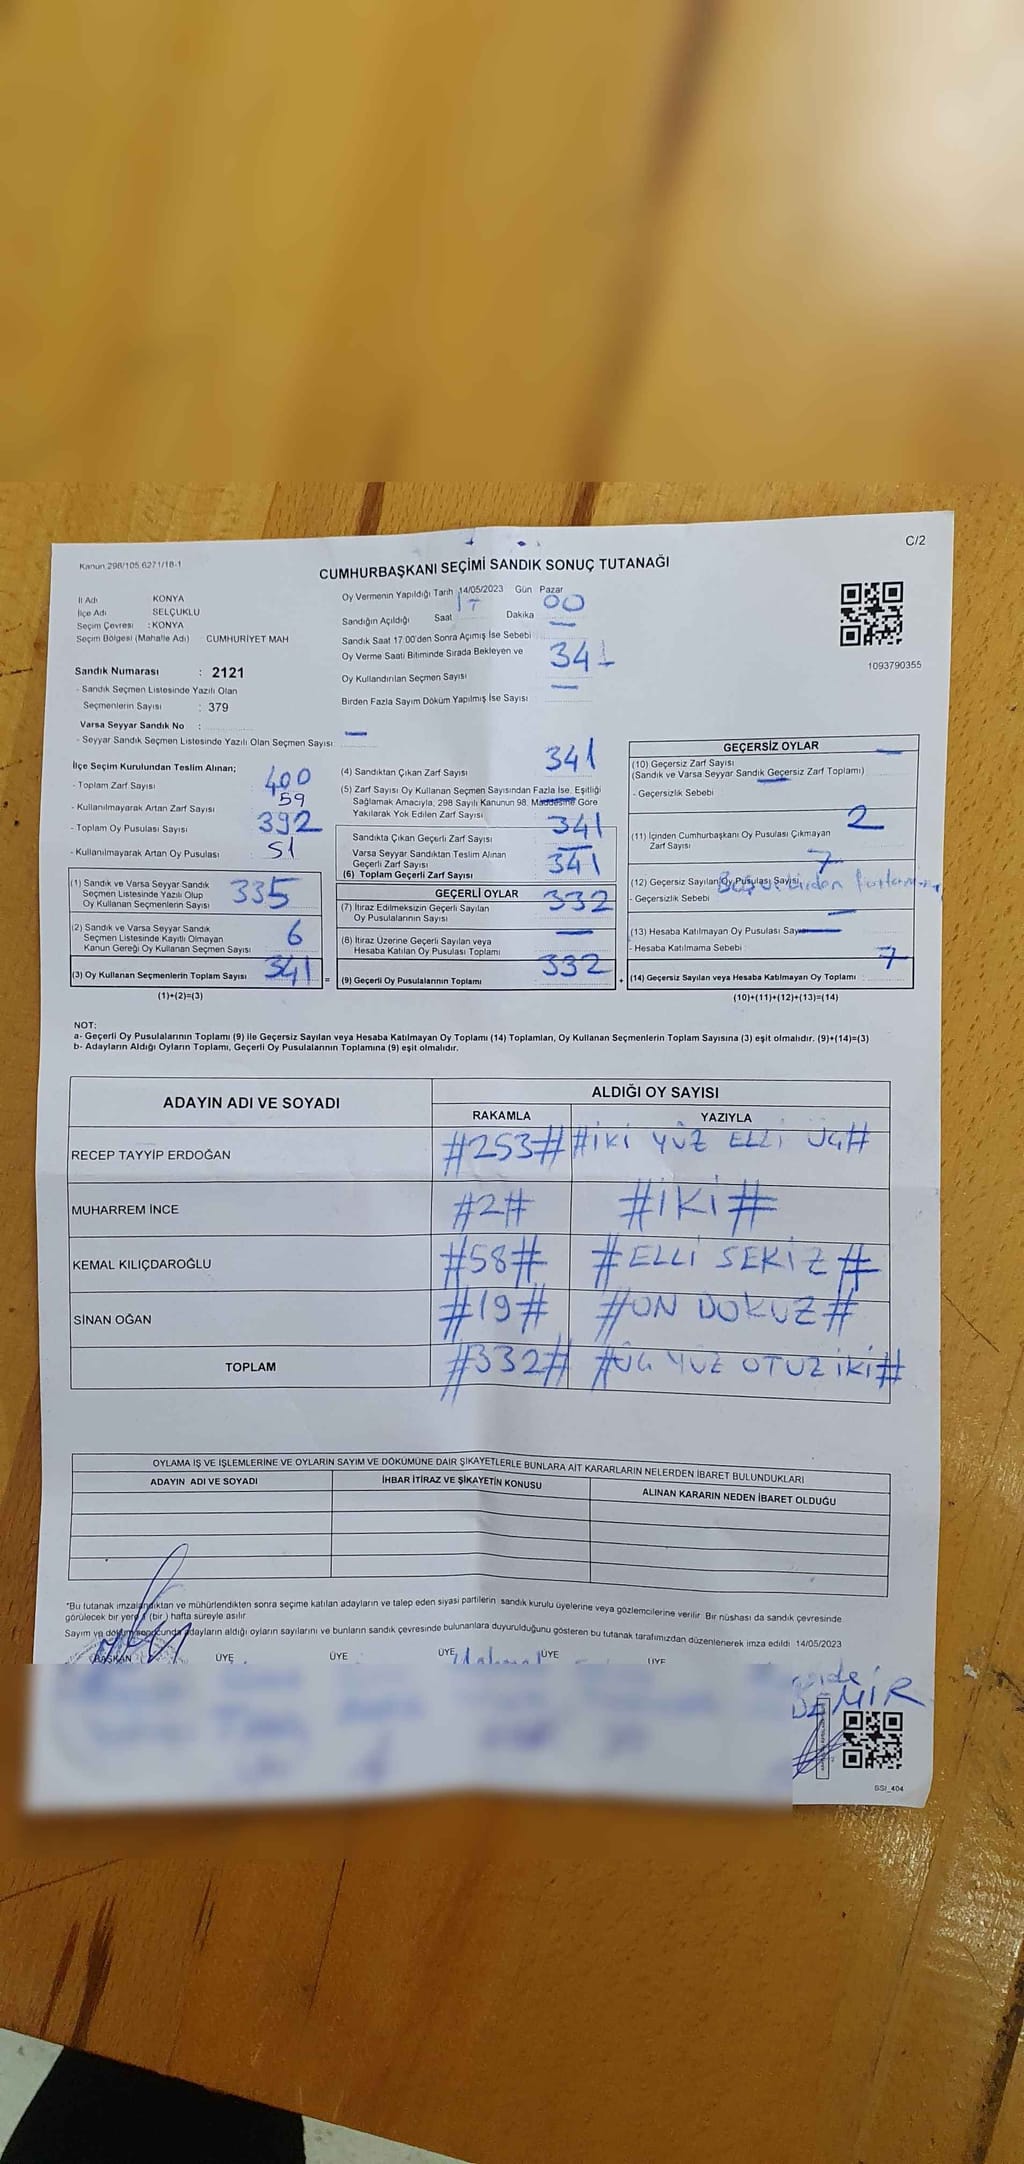 C/2
Kanun 298/105 6271/18-1
CUMHURBAŞKANI SEÇİMİ SANDIK SONUÇ TUTANAĞI
İl Adı KONYA
İlçe Adı SELÇUKLU
Seçim Çevresi : KONYA
Seçim Bölgesi (Mahalle Adı) CUMHURİYET MAH
Sandık Numarası : 2121
- Sandık Seçmen Listesinde Yazılı Olan
Seçmenlerin Sayısı : 379
Varsa Seyyar Sandık No :
- Seyyar Sandık Seçmen Listesinde Yazılı Olan Seçmen Sayısı —
Oy Vermenin Yapıldığı Tarih 14/05/2023 Gün Pazar
Sandığın Açıldığı Saat 17 Dakika 00
Sandık Saat 17:00'den Sonra Açımış İse Sebebi —
Oy Verme Saati Bitiminde Sırada Bekleyen ve
Oy Kullandırılan Seçmen Sayısı 341
Birden Fazla Sayım Döküm Yapılmış İse Sayısı —
1093790355
İlçe Seçim Kurulundan Teslim Alınan;
- Toplam Zarf Sayısı 400
- Kullanılmayarak Artan Zarf Sayısı 59
- Toplam Oy Pusulası Sayısı 392
- Kullanılmayarak Artan Oy Pusulası 51
(1) Sandık ve Varsa Seyyar Sandık
Seçmen Listesinde Yazılı Olup
Oy Kullanan Seçmenlerin Sayısı 335
(2) Sandık ve Varsa Seyyar Sandık
Seçmen Listesinde Kayıtlı Olmayan
Kanun Gereği Oy Kullanan Seçmen Sayısı 6
(3) Oy Kullanan Seçmenlerin Toplam Sayısı 341 =
(1)+(2)=(3)
(4) Sandıktan Çıkan Zarf Sayısı 341
(5) Zarf Sayısı Oy Kullanan Seçmen Sayısından Fazla İse, Eşitliği
Sağlamak Amacıyla, 298 Sayılı Kanunun 98. Maddesine Göre
Yakılarak Yok Edilen Zarf Sayısı —
Sandıkta Çıkan Geçerli Zarf Sayısı 341
Varsa Seyyar Sandıktan Teslim Alınan
Geçerli Zarf Sayısı —
(6) Toplam Geçerli Zarf Sayısı 341
GEÇERLİ OYLAR
(7) İtiraz Edilmeksizin Geçerli Sayılan
Oy Pusulalarının Sayısı 332
(8) İtiraz Üzerine Geçerli Sayılan veya
Hesaba Katılan Oy Pusulası Toplamı —
(9) Geçerli Oy Pusulalarının Toplamı 332 +
GEÇERSİZ OYLAR
(10) Geçersiz Zarf Sayısı —
(Sandık ve Varsa Seyyar Sandık Geçersiz Zarf Toplamı)
- Geçersizlik Sebebi —
(11) İçinden Cumhurbaşkanı Oy Pusulası Çıkmayan
Zarf Sayısı 2
(12) Geçersiz Sayılan Oy Pusulası Sayısı 7
- Geçersizlik Sebebi
(13) Hesaba Katılmayan Oy Pusulası Sayısı —
- Hesaba Katılmama Sebebi —
(14) Geçersiz Sayılan veya Hesaba Katılmayan Oy Toplamı 7
(10)+(11)+(12)+(13)=(14)
NOT:
a- Geçerli Oy Pusulalarının Toplamı (9) ile Geçersiz Sayılan veya Hesaba Katılmayan Oy Toplamı (14) Toplamları, Oy Kullanan Seçmenlerin Toplam Sayısına (3) eşit olmalıdır. (9)+(14)=(3)
b- Adayların Aldığı Oyların Toplamı, Geçerli Oy Pusulalarının Toplamına (9) eşit olmalıdır.
ADAYIN ADI VE SOYADI ALDIĞI OY SAYISI
RAKAMLA YAZIYLA
RECEP TAYYİP ERDOĞAN #253# #İKİ YÜZ ELLİ ÜÇ#
MUHARREM İNCE #2# #İKİ#
KEMAL KILIÇDAROĞLU #58# #ELLİ SEKİZ#
SİNAN OĞAN #19# #ON DOKUZ#
TOPLAM #332# #ÜÇ YÜZ OTUZ İKİ#
OYLAMA İŞ VE İŞLEMLERİNE VE OYLARIN SAYIM VE DÖKÜMÜNE DAİR ŞİKAYETLERLE BUNLARA AİT KARARLARIN NELERDEN İBARET BULUNDUKLARI
ADAYIN ADI VE SOYADI İHBAR İTİRAZ VE ŞİKAYETİN KONUSU ALINAN KARARIN NEDEN İBARET OLDUĞU
*Bu tutanak imzalandıktan ve mühürlendikten sonra seçime katılan adayların ve talep eden siyasi partilerin sandık kurulu üyelerine veya gözlemcilerine verilir. Bir nüshası da sandık çevresinde
görülecek bir yere 1 (bir) hafta süreyle asılır
Sayım ve döküm sonucunda adayların aldığı oyların sayılarını ve bunların sandık çevresinde bulunanlara duyurulduğunu gösteren bu tutanak tarafımızdan düzenlenerek imza edildi 14/05/2023
BAŞKAN ÜYE ÜYE ÜYE ÜYE ÜYE
DEMİR
SSI_404